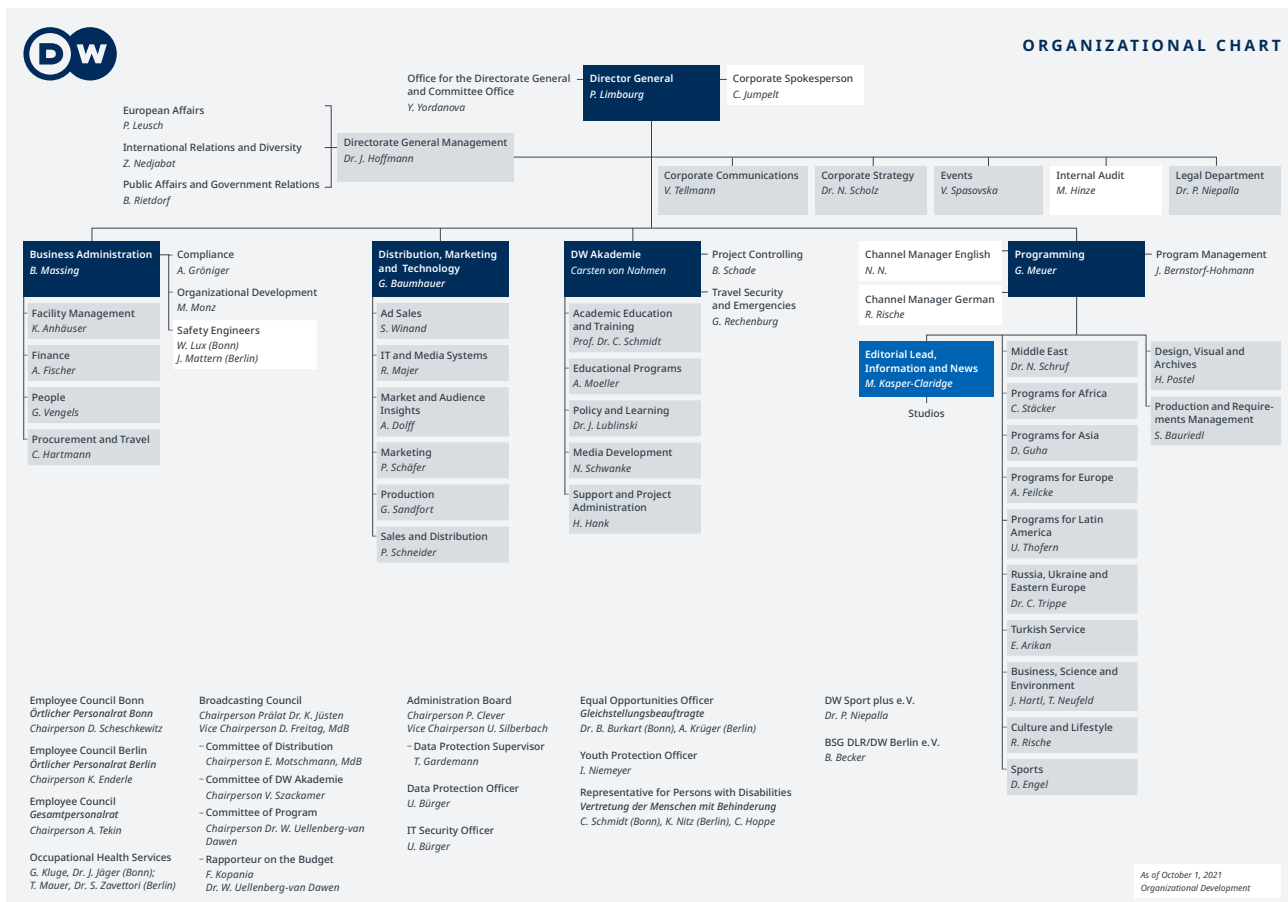 DW
ORGANIZATIONAL CHART
Office for the Directorate General
and Committee Office
Y. Yordanova
Director General
P. Limbourg
Corporate Spokesperson
C. Jumpelt
European Affairs
P. Leusch
International Relations and Diversity
Z. Nedjabat
Public Affairs and Government Relations
B. Rietdorf
Directorate General Management
Dr. J. Hoffmann
Corporate Communications
V. Tellmann
Corporate Strategy
Dr. N. Scholz
Events
V. Spasovska
Internal Audit
M. Hinze
Legal Department
Dr. P. Niepalla
Business Administration
B. Massing
Compliance
A. Gröniger
Organizational Development
M. Monz
Safety Engineers
W. Lux (Bonn)
J. Mattern (Berlin)
Facility Management
K. Anhäuser
Finance
A. Fischer
People
G. Vengels
Procurement and Travel
C. Hartmann
Distribution, Marketing
and Technology
G. Baumhauer
Ad Sales
S. Winand
IT and Media Systems
R. Majer
Market and Audience
Insights
A. Dolff
Marketing
P. Schäfer
Production
G. Sandfort
Sales and Distribution
P. Schneider
DW Akademie
Carsten von Nahmen
Project Controlling
B. Schade
Travel Security
and Emergencies
G. Rechenburg
Academic Education
and Training
Prof. Dr. C. Schmidt
Educational Programs
A. Moeller
Policy and Learning
Dr. J. Lublinski
Media Development
N. Schwanke
Support and Project
Administration
H. Hank
Channel Manager English
N. N.
Channel Manager German
R. Rische
Programming
G. Meuer
Program Management
J. Bernstorf-Hohmann
Editorial Lead,
Information and News
M. Kasper-Claridge
Studios
Middle East
Dr. N. Schruf
Programs for Africa
C. Stäcker
Programs for Asia
D. Guha
Programs for Europe
A. Feilcke
Programs for Latin
America
U. Thofern
Russia, Ukraine and
Eastern Europe
Dr. C. Trippe
Turkish Service
E. Arikan
Business, Science and
Environment
J. Hartl, T. Neufeld
Culture and Lifestyle
R. Rische
Sports
D. Engel
Design, Visual and
Archives
H. Postel
Production and Require-
ments Management
S. Bauriedl
Employee Council Bonn
Örtlicher Personalrat Bonn
Chairperson D. Scheschkewitz
Employee Council Berlin
Örtlicher Personalrat Berlin
Chairperson K. Enderle
Employee Council
Gesamtpersonalrat
Chairperson A. Tekin
Occupational Health Services
G. Kluge, Dr. J. Jäger (Bonn);
T. Mauer, Dr. S. Zavettori (Berlin)
Broadcasting Council
Chairperson Prälat Dr. K. Jüsten
Vice Chairperson D. Freitag, MdB
– Committee of Distribution
Chairperson E. Motschmann, MdB
– Committee of DW Akademie
Chairperson V. Szackamer
– Committee of Program
Chairperson Dr. W. Uellenberg-van
Dawen
– Rapporteur on the Budget
F. Kopania
Dr. W. Uellenberg-van Dawen
Administration Board
Chairperson P. Clever
Vice Chairperson U. Silberbach
– Data Protection Supervisor
T. Gardemann
Data Protection Officer
U. Bürger
IT Security Officer
U. Bürger
Equal Opportunities Officer
Gleichstellungsbeauftragte
Dr. B. Burkart (Bonn), A. Krüger (Berlin)
Youth Protection Officer
I. Niemeyer
Representative for Persons with Disabilities
Vertretung der Menschen mit Behinderung
C. Schmidt (Bonn), K. Nitz (Berlin), C. Hoppe
DW Sport plus e. V.
Dr. P. Niepalla
BSG DLR/DW Berlin e. V.
B. Becker
As of October 1, 2021
Organizational Development